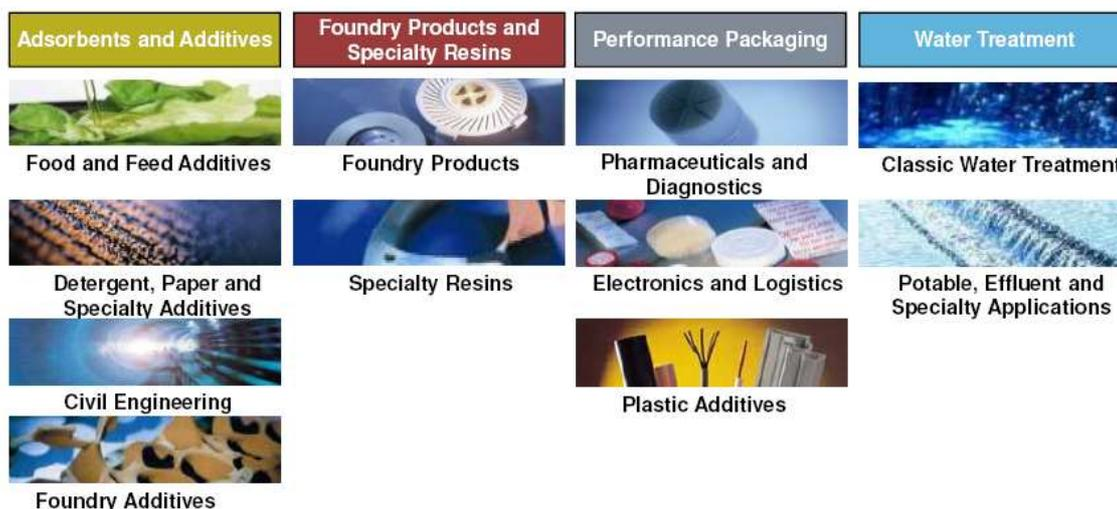 Adsorbents and Additives
Foundry Products and
Specialty Resins
Performance Packaging
Water Treatment
Food and Feed Additives
Foundry Products
Pharmaceuticals and
Diagnostics
Classic Water Treatment
Detergent, Paper and
Specialty Additives
Specialty Resins
Electronics and Logistics
Potable, Effluent and
Specialty Applications
Civil Engineering
Plastic Additives
Foundry Additives